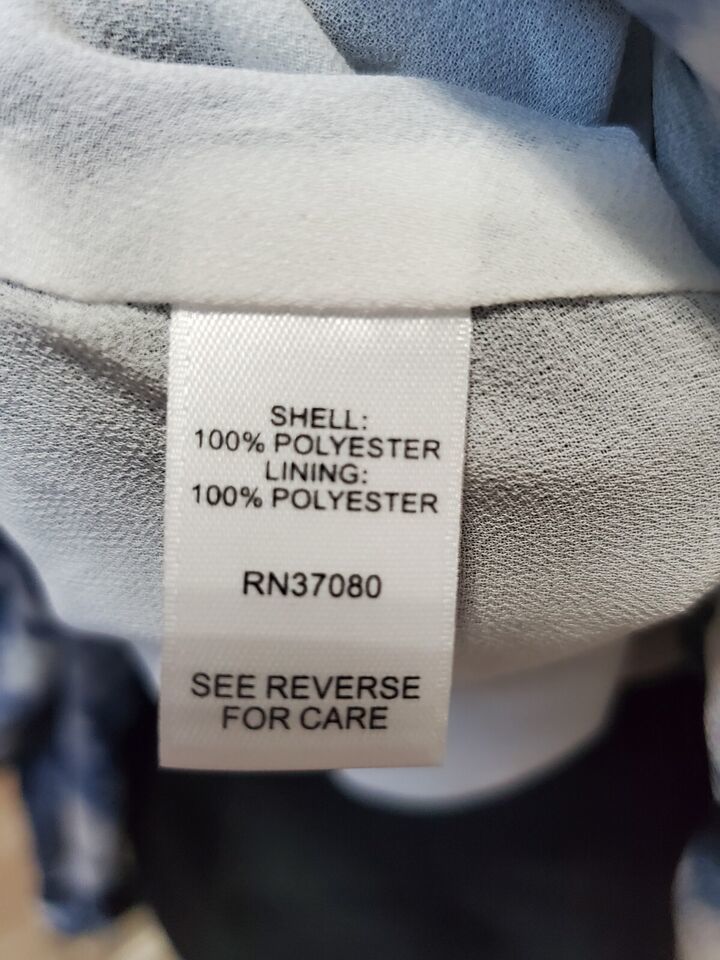 SHELL:
100% POLYESTER
LINING:
100% POLYESTER
RN37080
SEE REVERSE
FOR CARE